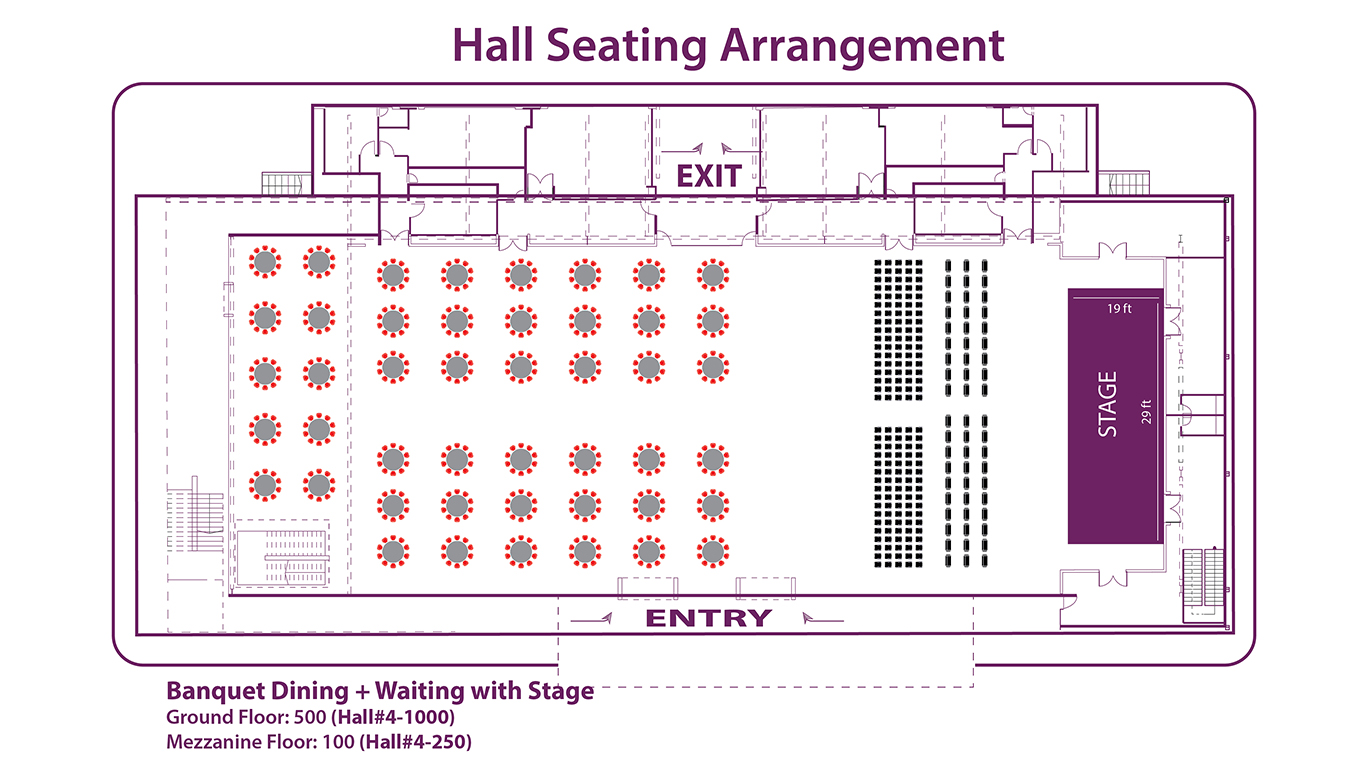 Hall Seating Arrangement
EXIT
19 ft
STAGE
29 ft
ENTRY
Banquet Dining + Waiting with Stage
Ground Floor: 500 (Hall#4-1000)
Mezzanine Floor: 100 (Hall#4-250)